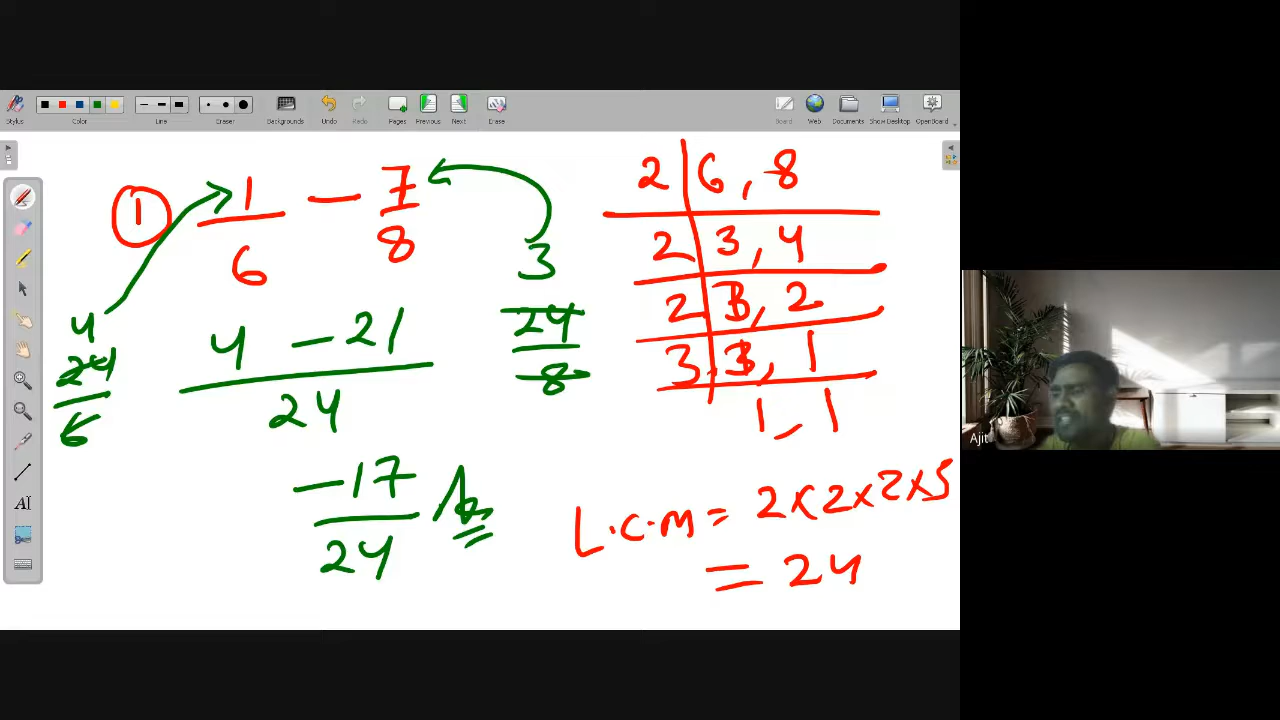 Stylus
Color
Line
Eraser
Backgrounds
Undo
Redo
Pages
Previous
Next
Erase
Board
Web
Documents
Show Desktop
OpenBoard
① 1/6 − 7/8
3
24/8
4
24/6
4 − 21
24
−17/24 Ans
2 | 6, 8
2 | 3, 4
2 | 3, 2
3 | 3, 1
1, 1
L.C.M = 2×2×2×3
= 24
Ajit